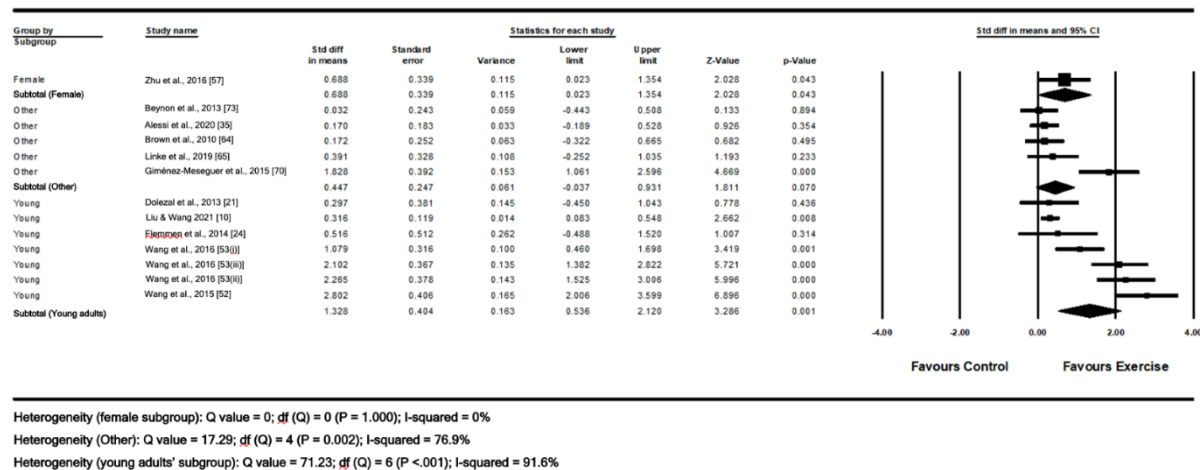 Group by Study name Statistics for each study Std diff in means and 95% CI
Subgroup
Std diff Standard Lower Upper
in means error Variance limit limit Z-Value p-Value
Female Zhu et al., 2016 [57] 0.688 0.339 0.115 0.023 1.354 2.028 0.043
Subtotal (Female) 0.688 0.339 0.115 0.023 1.354 2.028 0.043
Other Beynon et al., 2013 [73] 0.032 0.243 0.059 -0.443 0.508 0.133 0.894
Other Alessi et al., 2020 [35] 0.170 0.183 0.033 -0.189 0.528 0.926 0.354
Other Brown et al., 2010 [64] 0.172 0.252 0.063 -0.322 0.665 0.682 0.495
Other Linke et al., 2019 [65] 0.391 0.328 0.108 -0.252 1.035 1.193 0.233
Other Giménez-Meseguer et al., 2015 [70] 1.828 0.392 0.153 1.061 2.596 4.669 0.000
Subtotal (Other) 0.447 0.247 0.061 -0.037 0.931 1.811 0.070
Young Dolezal et al., 2013 [21] 0.297 0.381 0.145 -0.450 1.043 0.778 0.436
Young Liu & Wang 2021 [10] 0.316 0.119 0.014 0.083 0.548 2.662 0.008
Young Flemmen et al., 2014 [24] 0.516 0.512 0.262 -0.488 1.520 1.007 0.314
Young Wang et al., 2016 [53(i)] 1.079 0.316 0.100 0.460 1.698 3.419 0.001
Young Wang et al., 2016 [53(iii)] 2.102 0.367 0.135 1.382 2.822 5.721 0.000
Young Wang et al., 2016 [53(ii)] 2.265 0.378 0.143 1.525 3.006 5.996 0.000
Young Wang et al., 2015 [52] 2.802 0.406 0.165 2.006 3.599 6.896 0.000
Subtotal (Young adults) 1.328 0.404 0.163 0.536 2.120 3.286 0.001
-4.00 -2.00 0.00 2.00 4.00
Favours Control Favours Exercise
Heterogeneity (female subgroup): Q value = 0; df (Q) = 0 (P = 1.000); I-squared = 0%
Heterogeneity (Other): Q value = 17.29; df (Q) = 4 (P = 0.002); I-squared = 76.9%
Heterogeneity (young adults' subgroup): Q value = 71.23; df (Q) = 6 (P <.001); I-squared = 91.6%